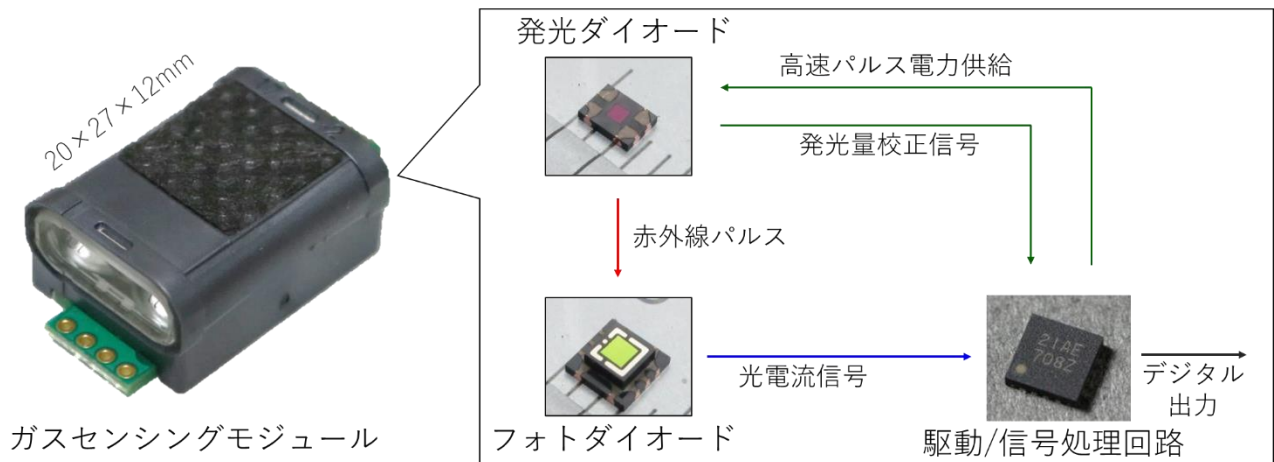 発光ダイオード
高速パルス電力供給
20×27×12mm
発光量校正信号
赤外線パルス
21AE
708Z
光電流信号
デジタル
出力
ガスセンシングモジュール
フォトダイオード
駆動/信号処理回路